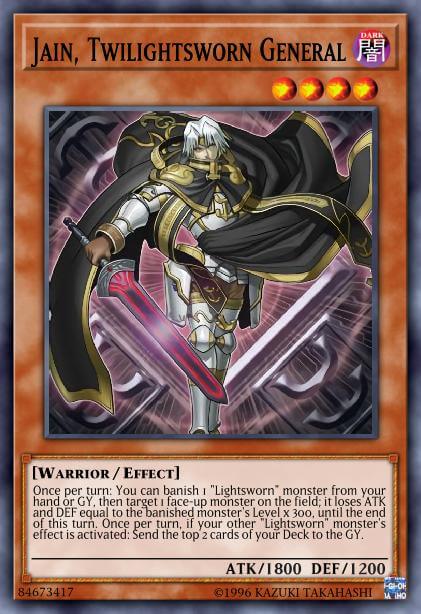 JAIN, TWILIGHTSWORN GENERAL
DARK
闇
[WARRIOR / EFFECT]
Once per turn: You can banish 1 "Lightsworn" monster from your
hand or GY, then target 1 face-up monster on the field; it loses ATK
and DEF equal to the banished monster's Level x 300, until the end
of this turn. Once per turn, if your other "Lightsworn" monster's
effect is activated: Send the top 2 cards of your Deck to the GY.
ATK/1800 DEF/1200
84673417
©1996 KAZUKI TAKAHASHI